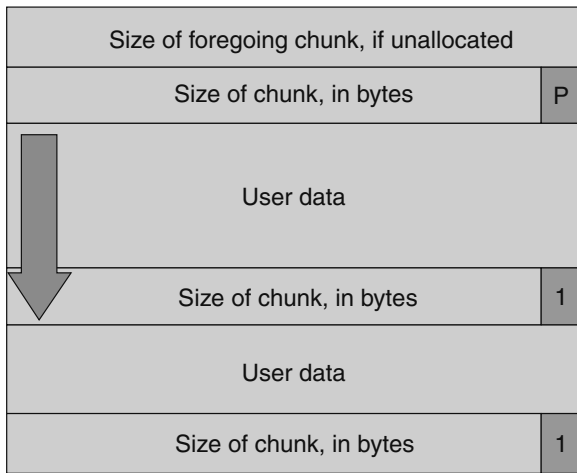 Size of foregoing chunk, if unallocated
Size of chunk, in bytes P
User data
Size of chunk, in bytes 1
User data
Size of chunk, in bytes 1